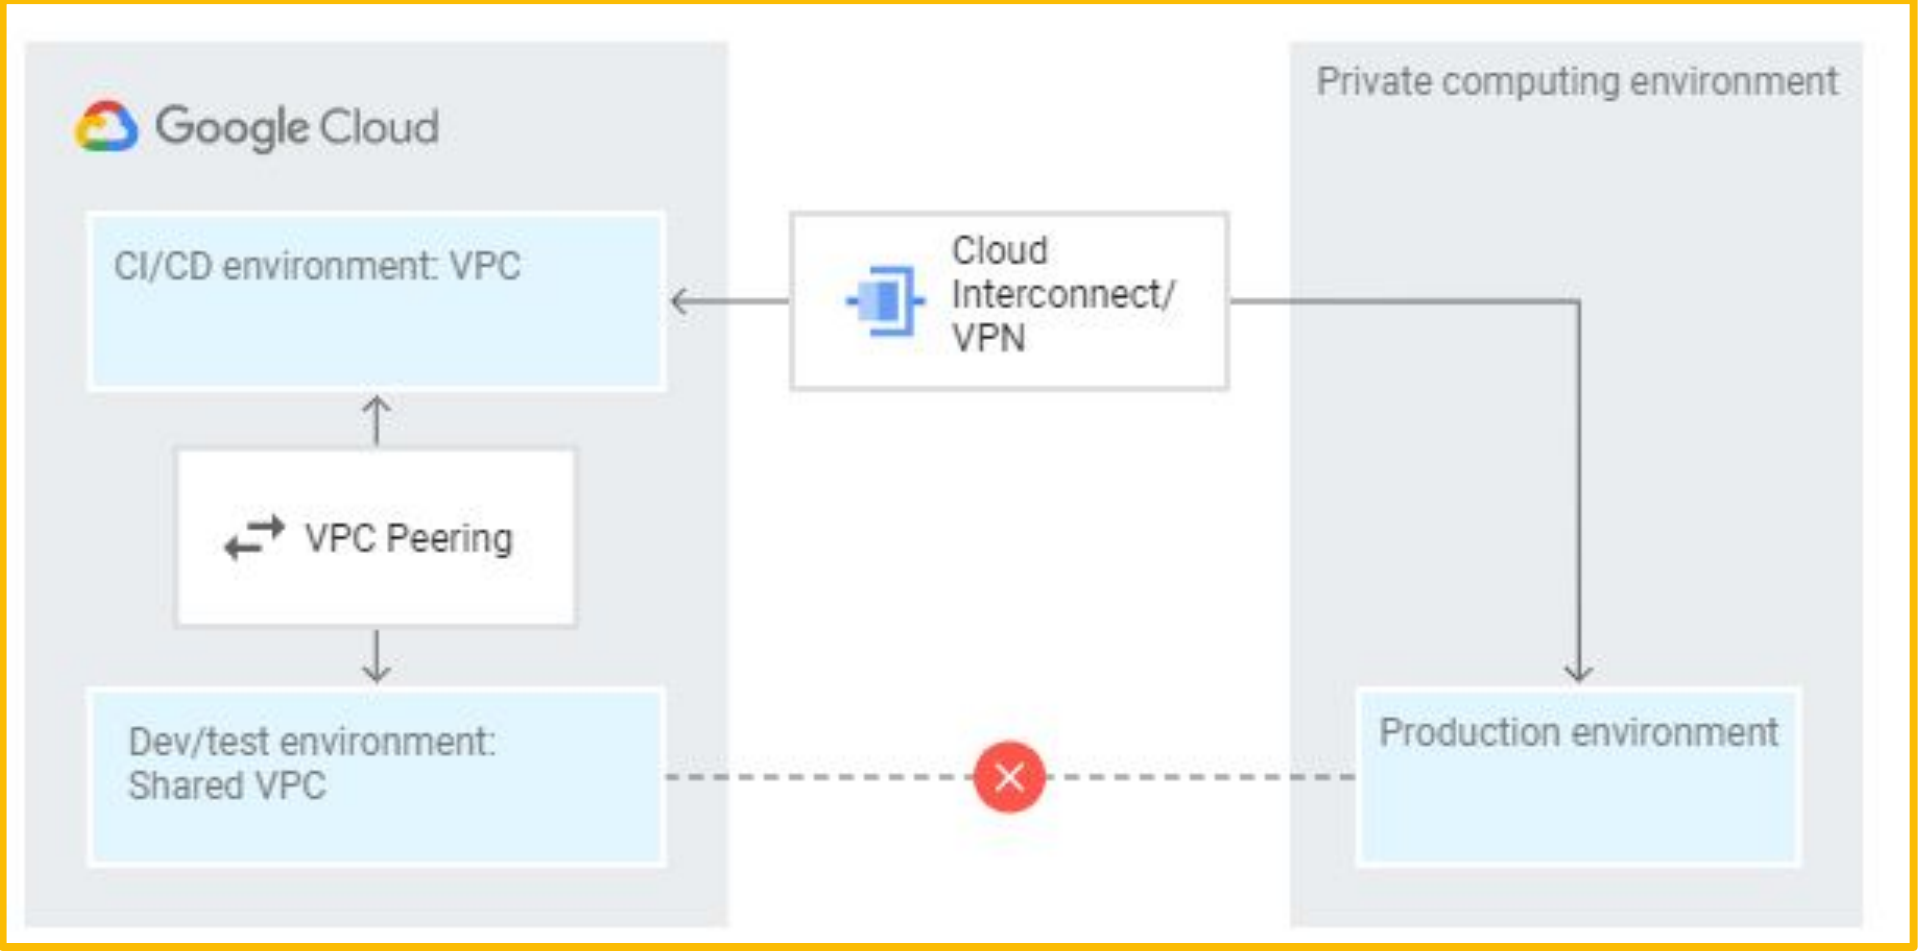 Google Cloud
Private computing environment
CI/CD environment: VPC
Cloud
Interconnect/
VPN
VPC Peering
Dev/test environment:
Shared VPC
Production environment